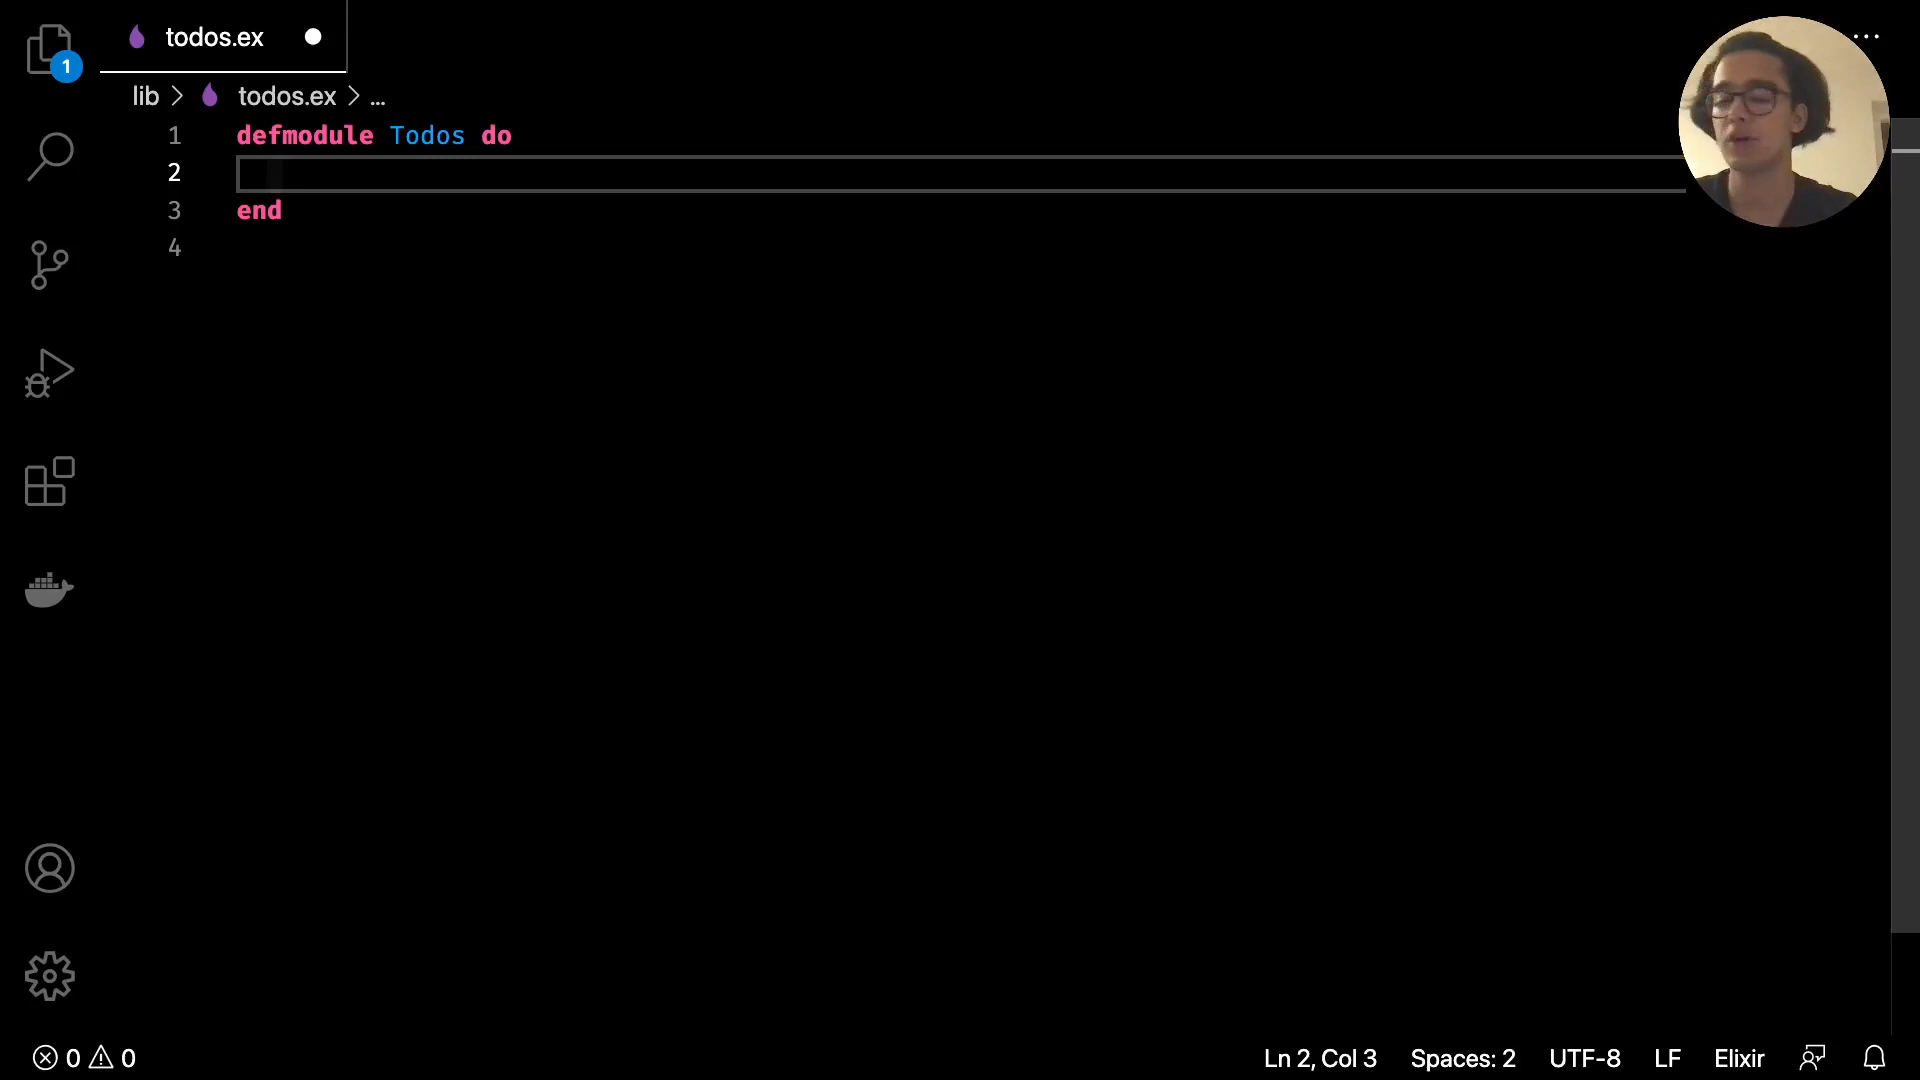 todos.ex
1
lib > todos.ex > ...
1 defmodule Todos do
2
3 end
4
0 0 Ln 2, Col 3 Spaces: 2 UTF-8 LF Elixir